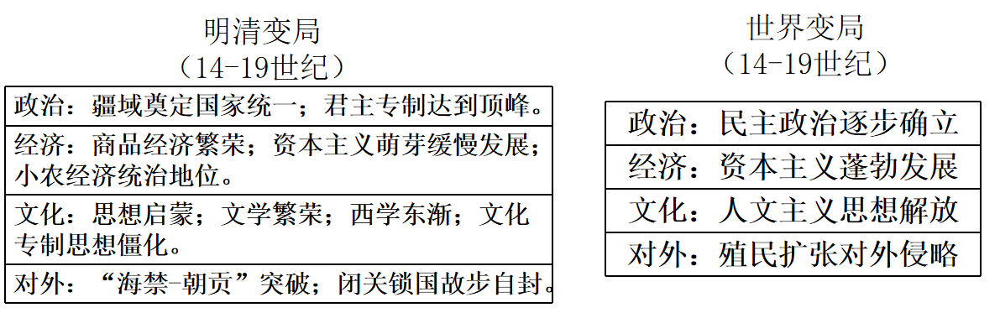 明清变局
（14-19世纪）
政治：疆域奠定国家统一；君主专制达到顶峰。
经济：商品经济繁荣；资本主义萌芽缓慢发展；
小农经济统治地位。
文化：思想启蒙；文学繁荣；西学东渐；文化
专制思想僵化。
对外：“海禁-朝贡”突破；闭关锁国故步自封。
世界变局
（14-19世纪）
政治：民主政治逐步确立
经济：资本主义蓬勃发展
文化：人文主义思想解放
对外：殖民扩张对外侵略